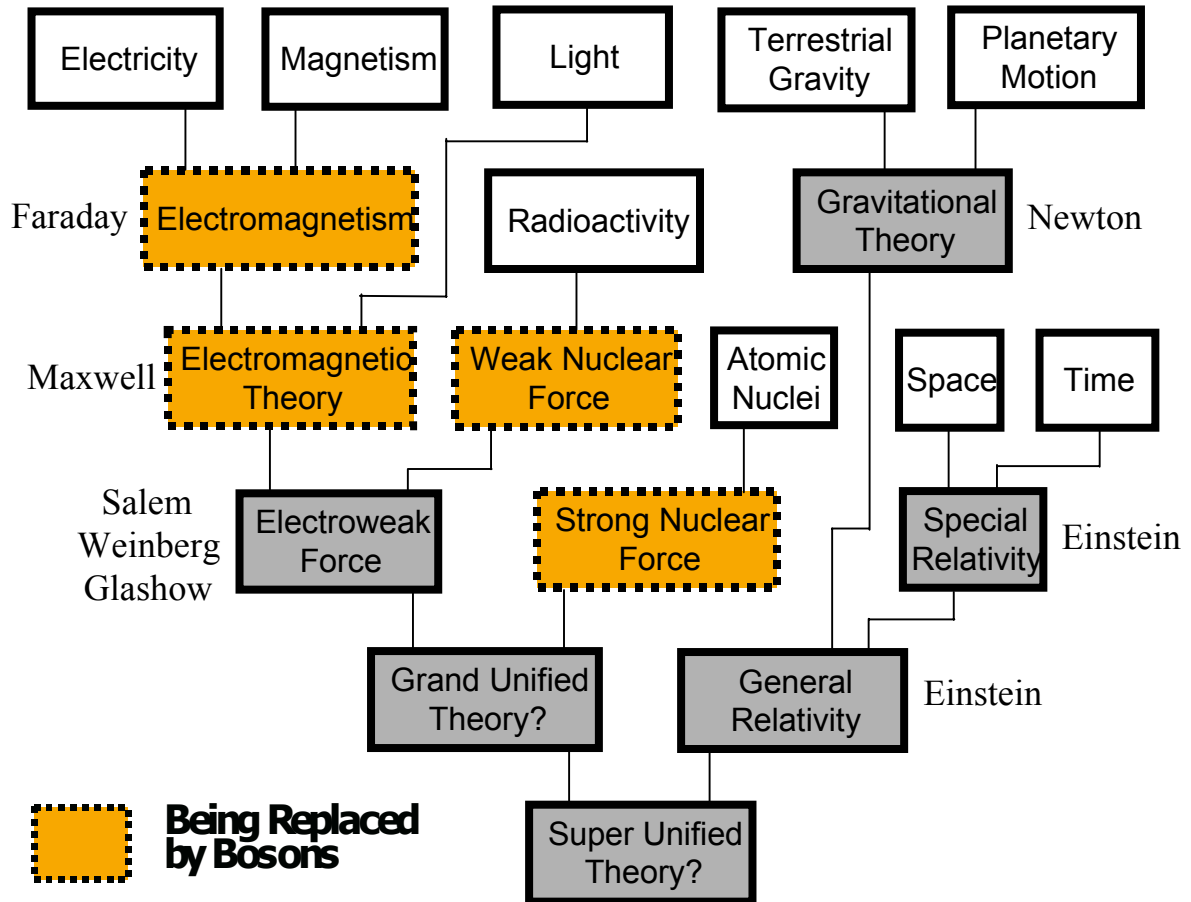 Electricity
Magnetism
Light
Terrestrial
Gravity
Planetary
Motion
Faraday
Electromagnetism
Radioactivity
Gravitational
Theory
Newton
Maxwell
Electromagnetic
Theory
Weak Nuclear
Force
Atomic
Nuclei
Space
Time
Salem
Weinberg
Glashow
Electroweak
Force
Strong Nuclear
Force
Special
Relativity
Einstein
Grand Unified
Theory?
General
Relativity
Einstein
Being Replaced
by Bosons
Super Unified
Theory?